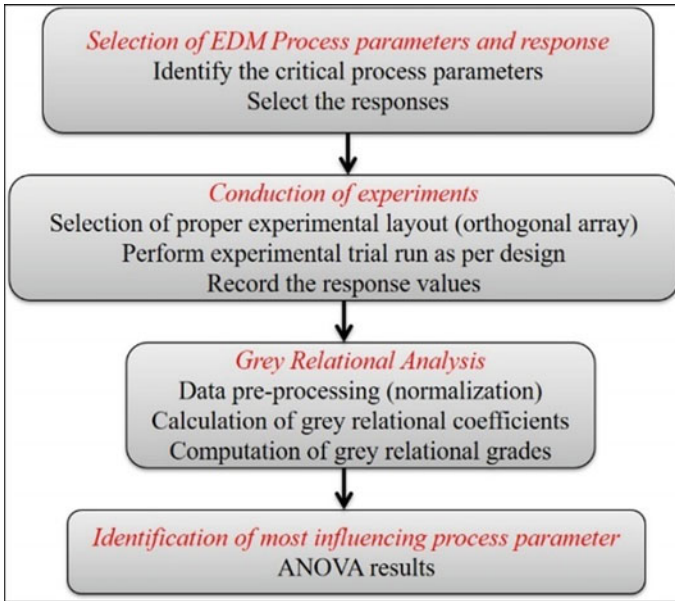 Selection of EDM Process parameters and response
Identify the critical process parameters
Select the responses
Conduction of experiments
Selection of proper experimental layout (orthogonal array)
Perform experimental trial run as per design
Record the response values
Grey Relational Analysis
Data pre-processing (normalization)
Calculation of grey relational coefficients
Computation of grey relational grades
Identification of most influencing process parameter
ANOVA results